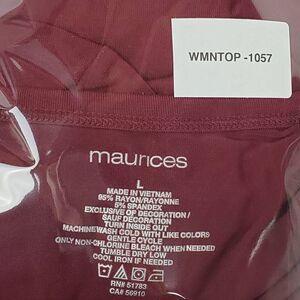 WMNTOP -1057
maurices
L
MADE IN VIETNAM
95% RAYON/RAYONNE
5% SPANDEX
EXCLUSIVE OF DECORATION/
SAUF DÉCORATION
TURN INSIDE OUT
MACHINE WASH COLD WITH LIKE COLORS
GENTLE CYCLE
ONLY NON-CHLORINE BLEACH WHEN NEEDED
TUMBLE DRY LOW
COOL IRON IF NEEDED
RN# 51783
CA# 56910